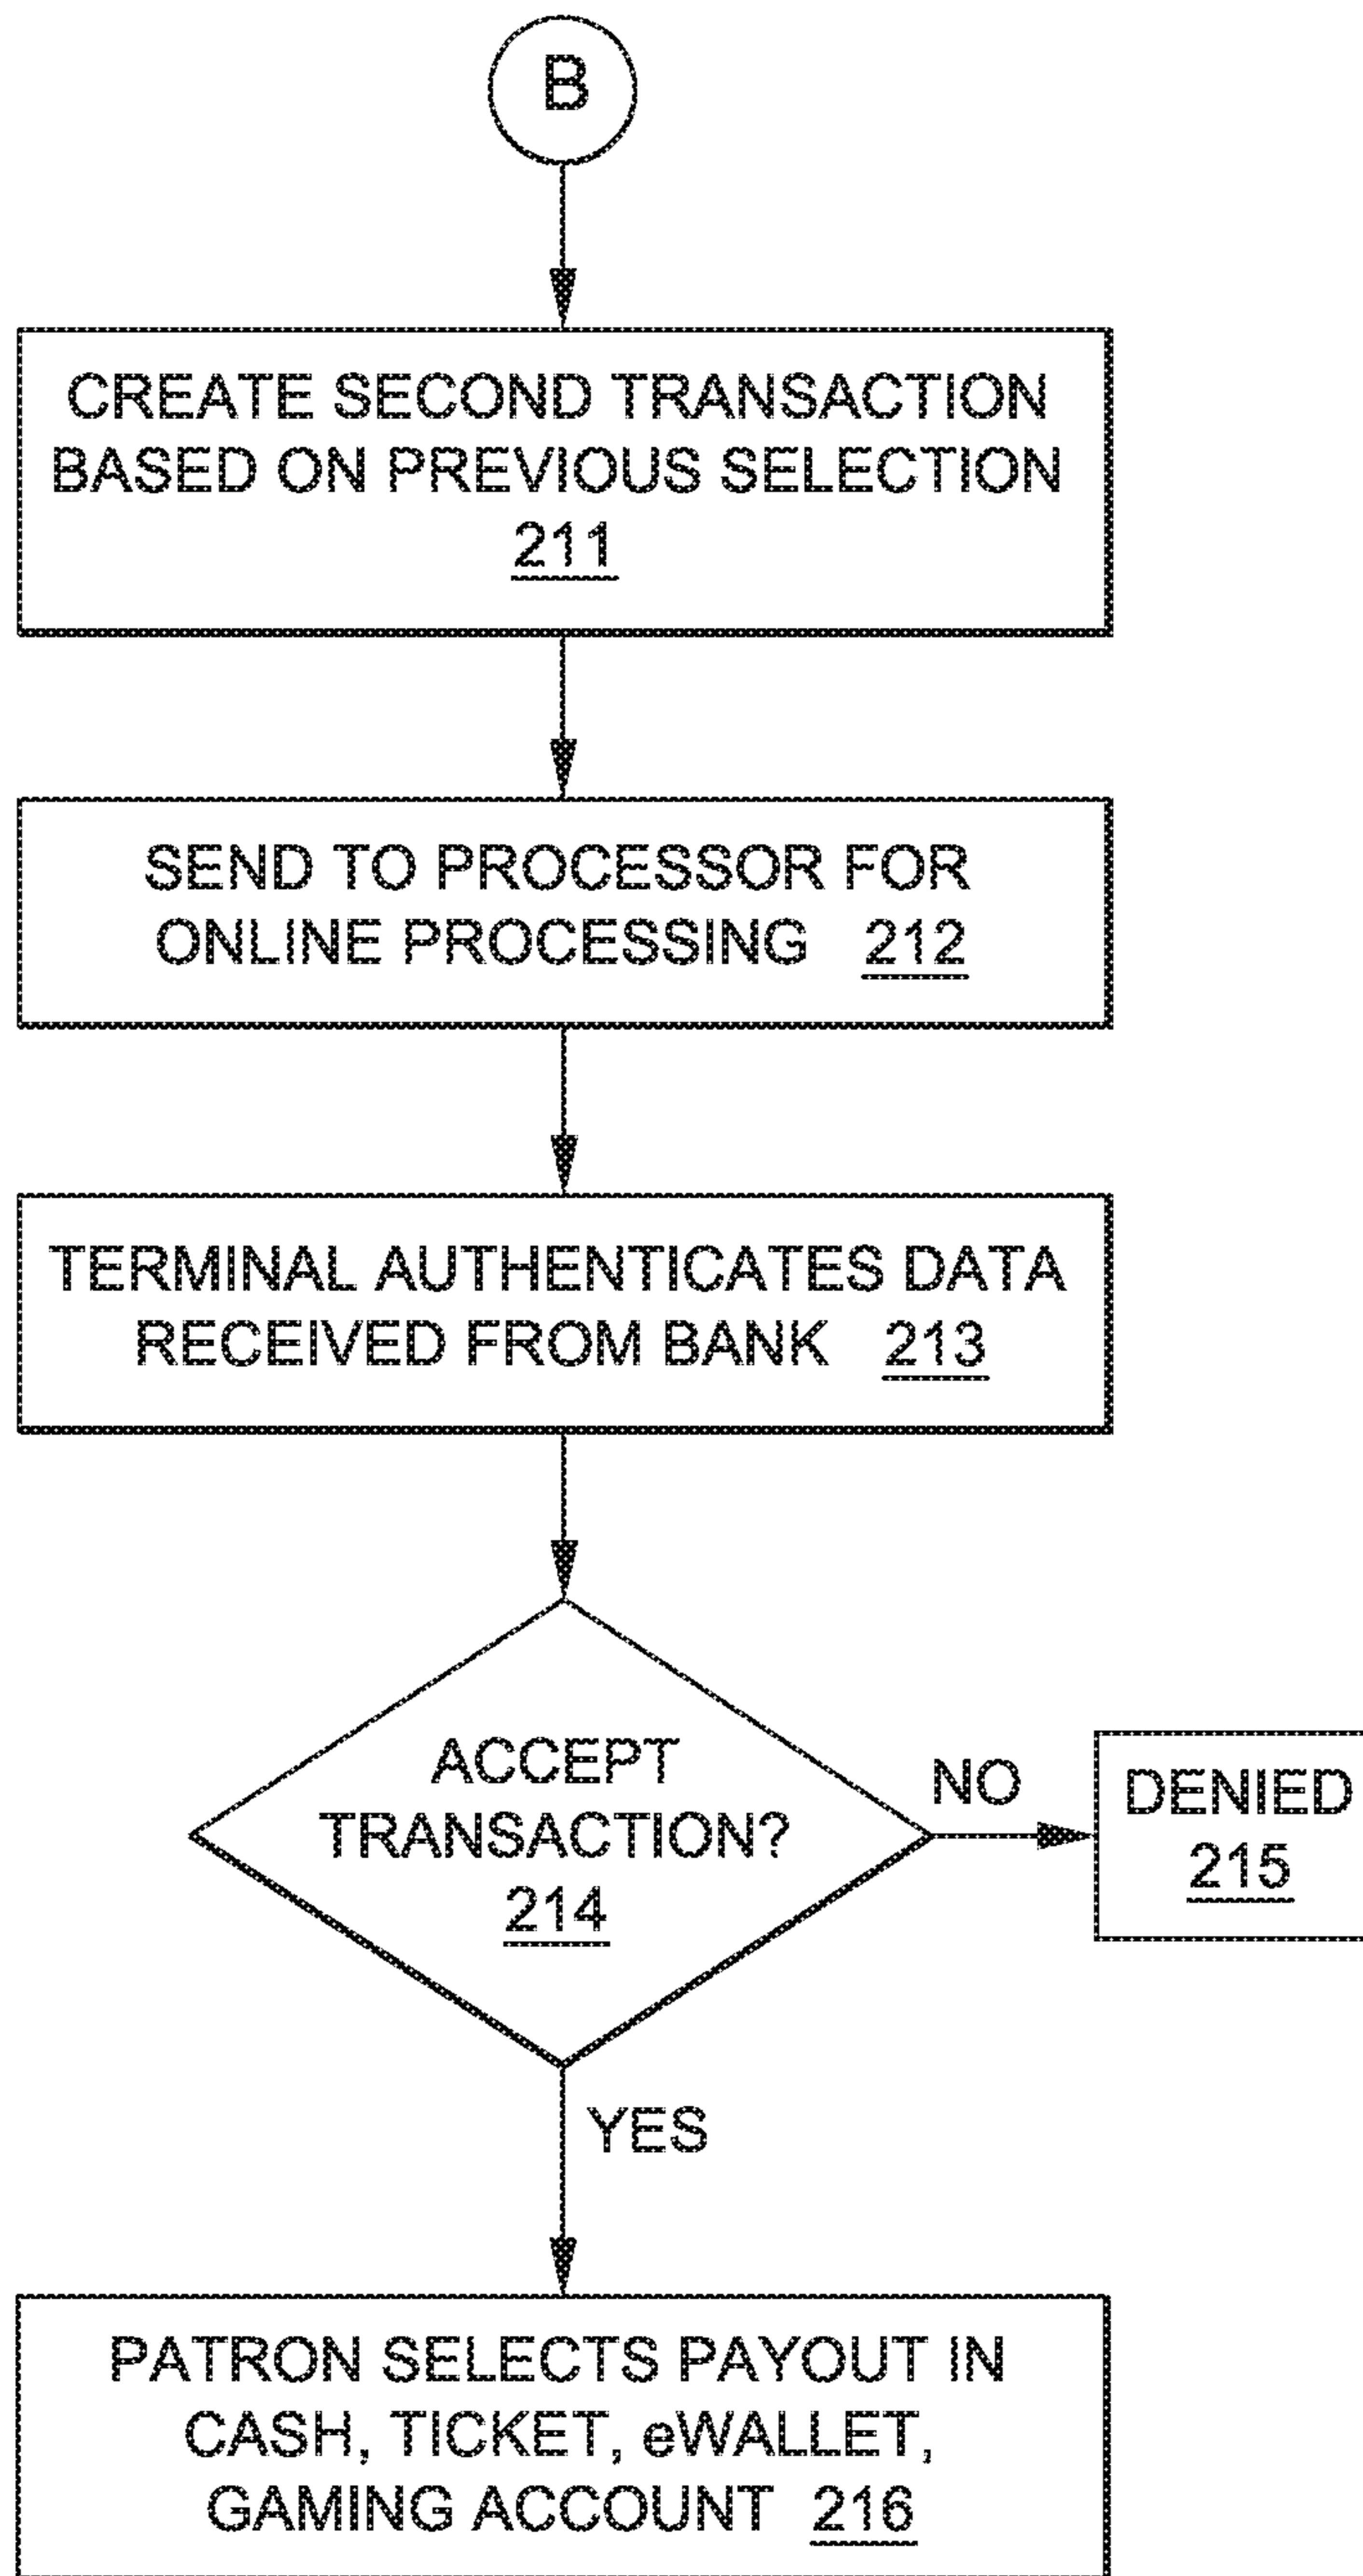 B
CREATE SECOND TRANSACTION
BASED ON PREVIOUS SELECTION
211
SEND TO PROCESSOR FOR
ONLINE PROCESSING 212
TERMINAL AUTHENTICATES DATA
RECEIVED FROM BANK 213
ACCEPT
TRANSACTION?
214
NO
DENIED
215
YES
PATRON SELECTS PAYOUT IN
CASH, TICKET, eWALLET,
GAMING ACCOUNT 216